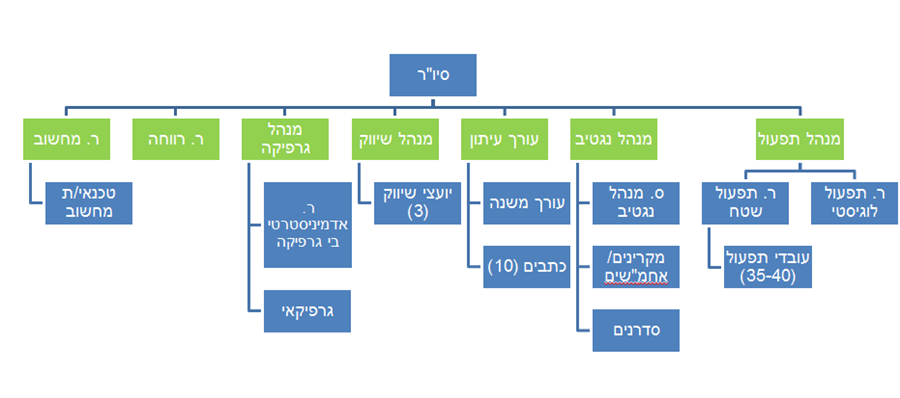 סיו"ר
מנהל תפעול
מנהל נגטיב
עורך עיתון
מנהל שיווק
מנהל
גרפיקה
ר. רווחה
ר. מחשוב
ר. תפעול
לוגיסטי
ר. תפעול
שטח
ס. מנהל
נגטיב
עורך משנה
יועצי שיווק
(3)
ר.
אדמיניסטרטי
בי גרפיקה
טכנאי/ת
מחשוב
עובדי תפעול
(35-40)
מקרינים/
אחמ"שים
כתבים (10)
גרפיקאי
סדרנים